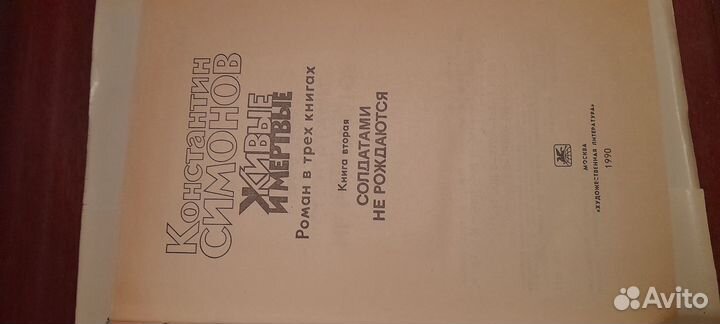 Константин
СИМОНОВ
ЖИВЫЕ
И МЕРТВЫЕ
Роман в трех книгах
Книга вторая
СОЛДАТАМИ
НЕ РОЖДАЮТСЯ
МОСКВА
«ХУДОЖЕСТВЕННАЯ ЛИТЕРАТУРА»
1990
Avito